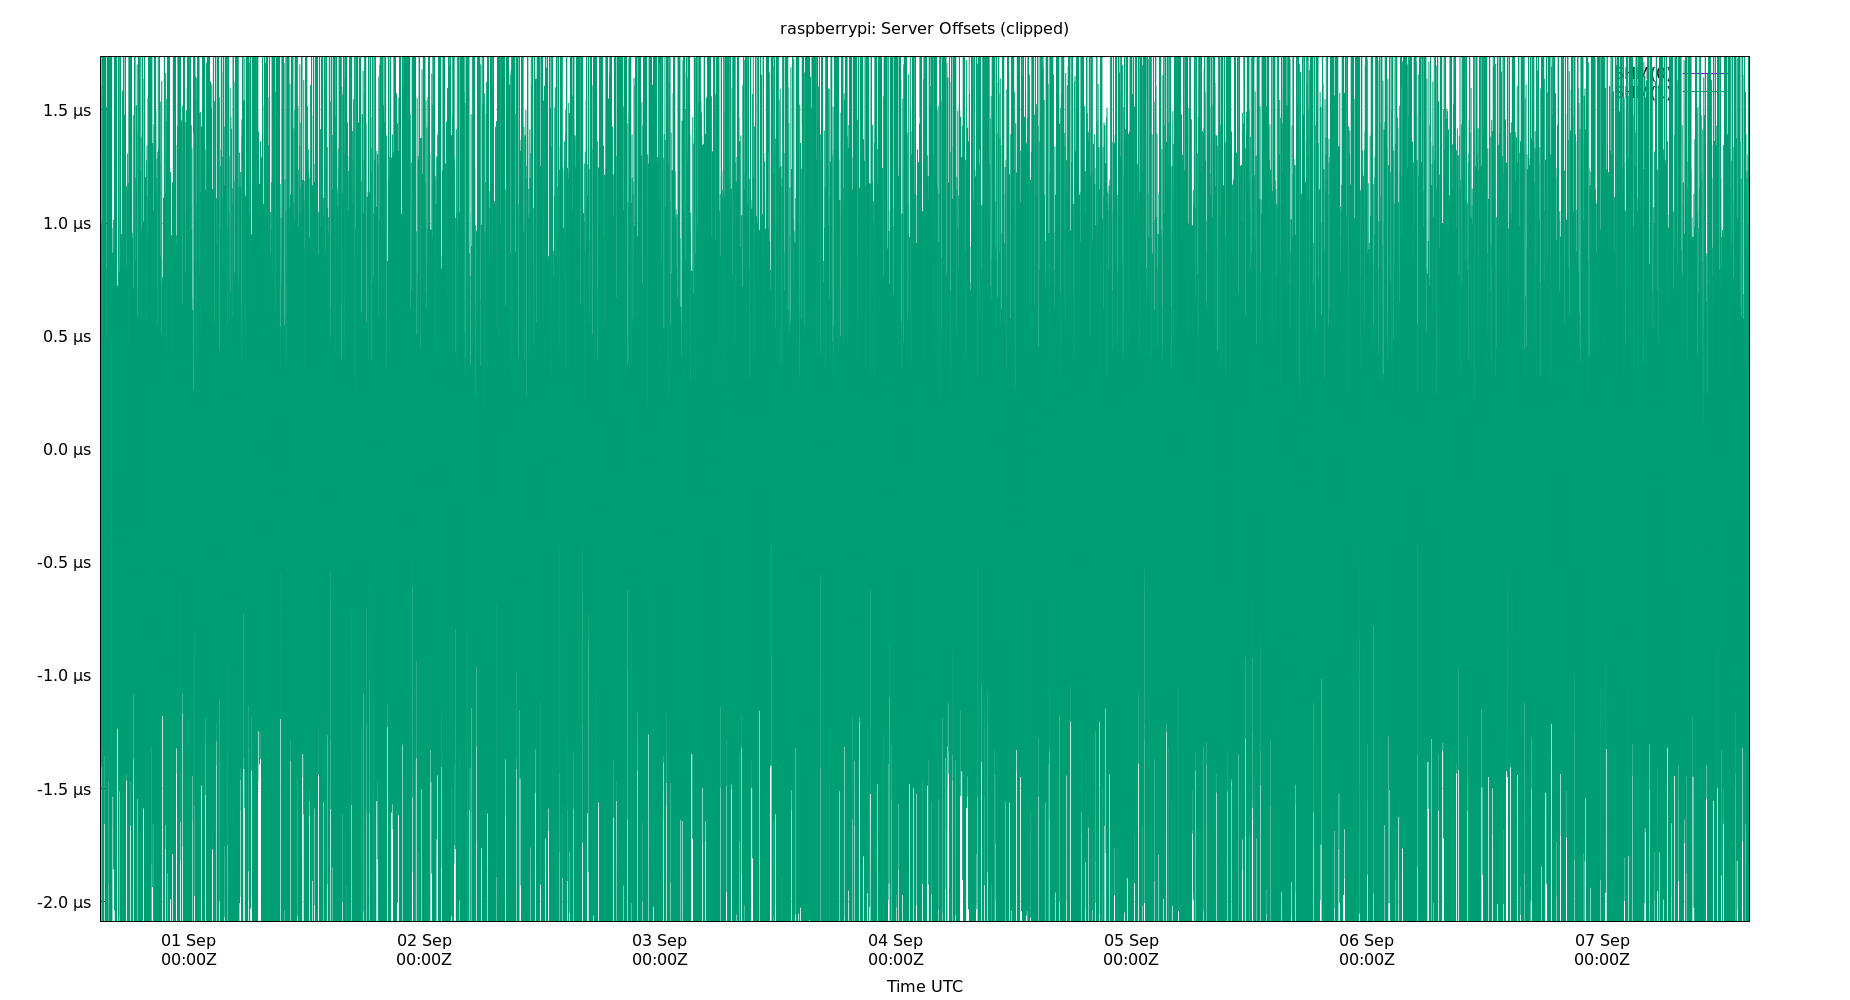 raspberrypi: Server Offsets (clipped)
1.5 µs
1.0 µs
0.5 µs
0.0 µs
-0.5 µs
-1.0 µs
-1.5 µs
-2.0 µs
01 Sep 02 Sep 03 Sep 04 Sep 05 Sep 06 Sep 07 Sep
00:00Z 00:00Z 00:00Z 00:00Z 00:00Z 00:00Z 00:00Z
Time UTC